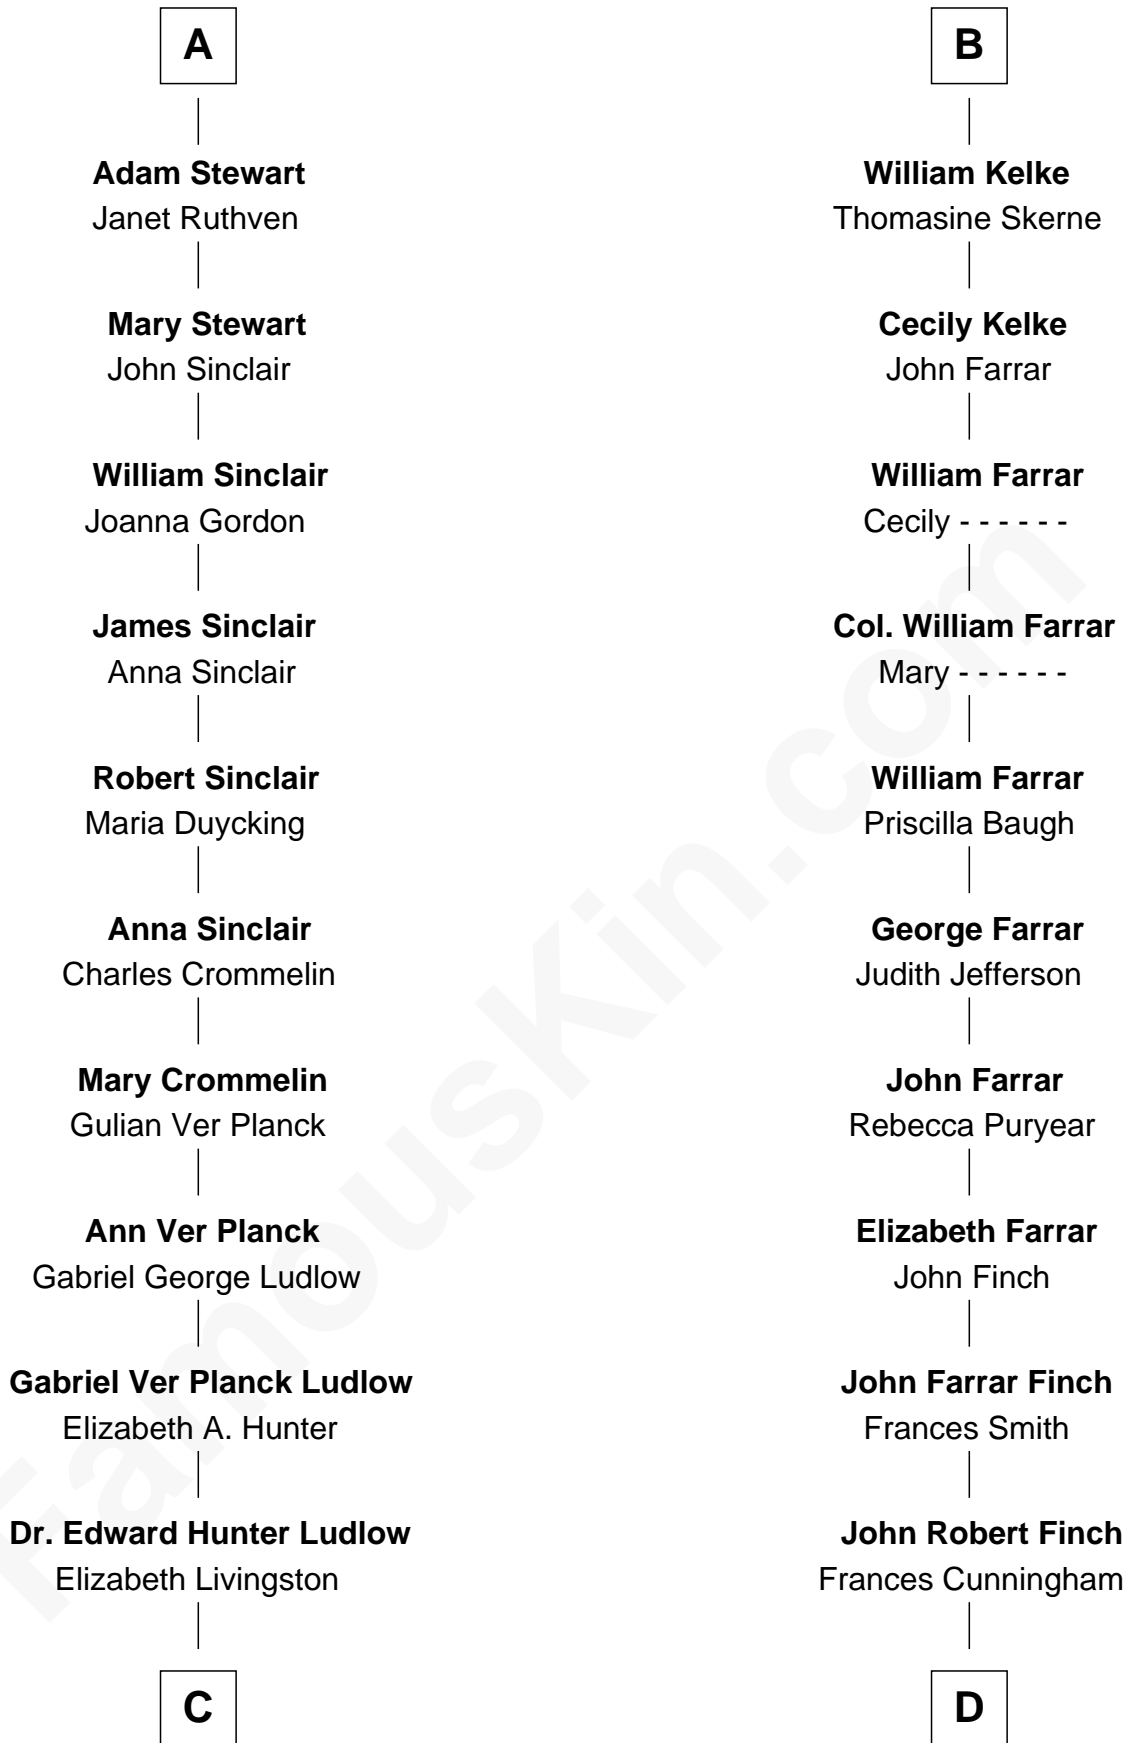 A
Adam Stewart
Janet Ruthven
Mary Stewart
John Sinclair
William Sinclair
Joanna Gordon
James Sinclair
Anna Sinclair
Robert Sinclair
Maria Duycking
Anna Sinclair
Charles Crommelin
Mary Crommelin
Gulian Ver Planck
Ann Ver Planck
Gabriel George Ludlow
Gabriel Ver Planck Ludlow
Elizabeth A. Hunter
Dr. Edward Hunter Ludlow
Elizabeth Livingston
C
B
William Kelke
Thomasine Skerne
Cecily Kelke
John Farrar
William Farrar
Cecily - - - - - -
Col. William Farrar
Mary - - - - - -
William Farrar
Priscilla Baugh
George Farrar
Judith Jefferson
John Farrar
Rebecca Puryear
Elizabeth Farrar
John Finch
John Farrar Finch
Frances Smith
John Robert Finch
Frances Cunningham
D
FamousKin.com